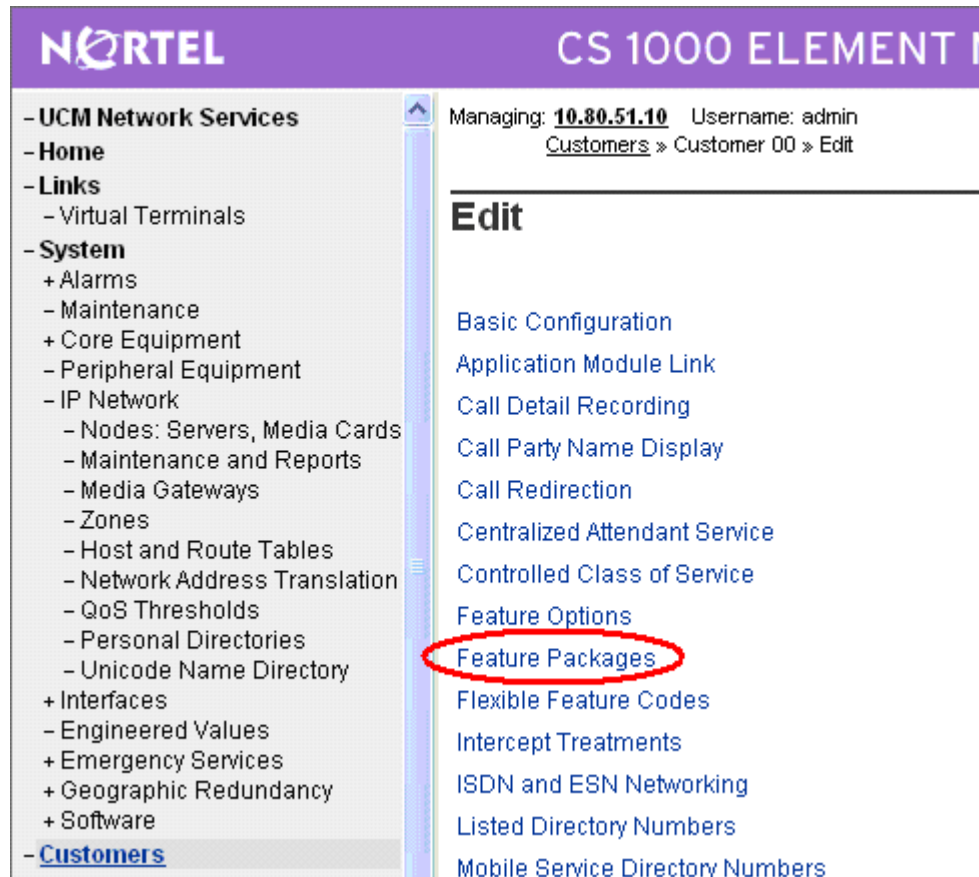 NORTEL
CS 1000 ELEMENT
– UCM Network Services
– Home
– Links
– Virtual Terminals
– System
+ Alarms
– Maintenance
+ Core Equipment
– Peripheral Equipment
– IP Network
– Nodes: Servers, Media Cards
– Maintenance and Reports
– Media Gateways
– Zones
– Host and Route Tables
– Network Address Translation
– QoS Thresholds
– Personal Directories
– Unicode Name Directory
+ Interfaces
– Engineered Values
+ Emergency Services
+ Geographic Redundancy
+ Software
– Customers
Managing: 10.80.51.10 Username: admin
Customers » Customer 00 » Edit
Edit
Basic Configuration
Application Module Link
Call Detail Recording
Call Party Name Display
Call Redirection
Centralized Attendant Service
Controlled Class of Service
Feature Options
Feature Packages
Flexible Feature Codes
Intercept Treatments
ISDN and ESN Networking
Listed Directory Numbers
Mobile Service Directory Numbers